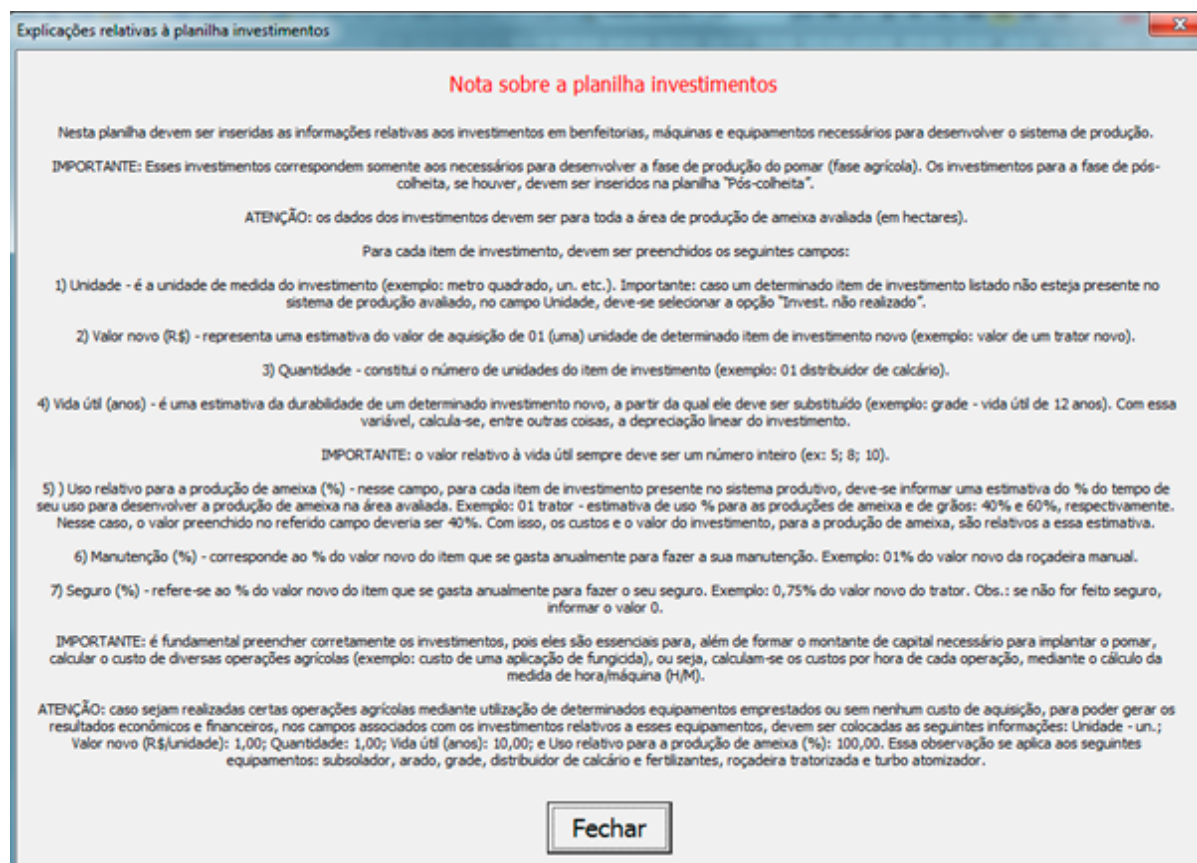 Explicações relativas à planilha investimentos
Nota sobre a planilha investimentos
Nesta planilha devem ser inseridas as informações relativas aos investimentos em benfeitorias, máquinas e equipamentos necessários para desenvolver o sistema de produção.
IMPORTANTE: Esses investimentos correspondem somente aos necessários para desenvolver a fase de produção do pomar (fase agrícola). Os investimentos para a fase de pós-
colheita, se houver, devem ser inseridos na planilha "Pós-colheita".
ATENÇÃO: os dados dos investimentos devem ser para toda a área de produção de ameixa avaliada (em hectares).
Para cada item de investimento, devem ser preenchidos os seguintes campos:
1) Unidade - é a unidade de medida do investimento (exemplo: metro quadrado, un. etc.). Importante: caso um determinado item de investimento listado não esteja presente no
sistema de produção avaliado, no campo Unidade, deve-se selecionar a opção "Invest. não realizado".
2) Valor novo (R$) - representa uma estimativa do valor de aquisição de 01 (uma) unidade de determinado item de investimento novo (exemplo: valor de um trator novo).
3) Quantidade - constitui o número de unidades do item de investimento (exemplo: 01 distribuidor de calcário).
4) Vida útil (anos) - é uma estimativa da durabilidade de um determinado investimento novo, a partir da qual ele deve ser substituído (exemplo: grade - vida útil de 12 anos). Com essa
variável, calcula-se, entre outras coisas, a depreciação linear do investimento.
IMPORTANTE: o valor relativo à vida útil sempre deve ser um número inteiro (ex: 5; 8; 10).
5) ) Uso relativo para a produção de ameixa (%) - nesse campo, para cada item de investimento presente no sistema produtivo, deve-se informar uma estimativa do % do tempo de
seu uso para desenvolver a produção de ameixa na área avaliada. Exemplo: 01 trator - estimativa de uso % para as produções de ameixa e de grãos: 40% e 60%, respectivamente.
Nesse caso, o valor preenchido no referido campo deveria ser 40%. Com isso, os custos e o valor do investimento, para a produção de ameixa, são relativos a essa estimativa.
6) Manutenção (%) - corresponde ao % do valor novo do item que se gasta anualmente para fazer a sua manutenção. Exemplo: 01% do valor novo da roçadeira manual.
7) Seguro (%) - refere-se ao % do valor novo do item que se gasta anualmente para fazer o seu seguro. Exemplo: 0,75% do valor novo do trator. Obs.: se não for feito seguro,
informar o valor 0.
IMPORTANTE: é fundamental preencher corretamente os investimentos, pois eles são essenciais para, além de formar o montante de capital necessário para implantar o pomar,
calcular o custo de diversas operações agrícolas (exemplo: custo de uma aplicação de fungicida), ou seja, calculam-se os custos por hora de cada operação, mediante o cálculo da
medida de hora/máquina (H/M).
ATENÇÃO: caso sejam realizadas certas operações agrícolas mediante utilização de determinados equipamentos emprestados ou sem nenhum custo de aquisição, para poder gerar os
resultados econômicos e financeiros, nos campos associados com os investimentos relativos a esses equipamentos, devem ser colocadas as seguintes informações: Unidade - un.;
Valor novo (R$/unidade): 1,00; Quantidade: 1,00; Vida útil (anos): 10,00; e Uso relativo para a produção de ameixa (%): 100,00. Essa observação se aplica aos seguintes
equipamentos: subsolador, arado, grade, distribuidor de calcário e fertilizantes, roçadeira tratorizada e turbo atomizador.
Fechar